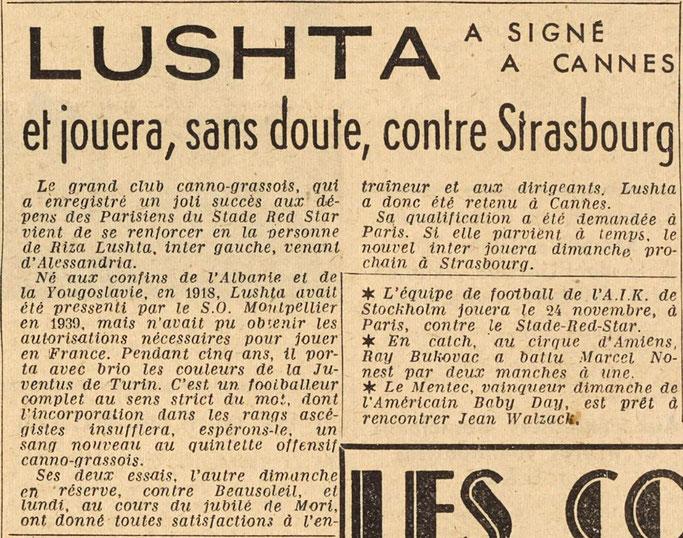 LUSHTA
A SIGNÉ
A CANNES
et jouera, sans doute, contre Strasbourg
Le grand club canno-grassois, qui
a enregistré un joli succès aux dé-
pens des Parisiens du Stade Red Star
vient de se renforcer en la personne
de Riza Lushta, inter gauche, venant
d'Alessandria.
Né aux confins de l'Albanie et de
la Yougoslavie, en 1918, Lushta avait
été pressenti par le S.O. Montpellier
en 1939, mais n'avait pu obtenir les
autorisations nécessaires pour jouer
en France. Pendant cinq ans, il por-
ta avec brio les couleurs de la Ju-
ventus de Turin. C'est un footballeur
complet au sens strict du mot, dont
l'incorporation dans les rangs ascé-
gistes insufflera, espérons-le, un
sang nouveau au quintette offensif
canno-grassois.
Ses deux essais, l'autre dimanche
en réserve, contre Beausoleil, et
lundi, au cours du jubilé de Mori,
ont donné toutes satisfactions à l'en-
traîneur et aux dirigeants, Lushta
a donc été retenu à Cannes.
Sa qualification a été demandée à
Paris. Si elle parvient à temps, le
nouvel inter jouera dimanche pro-
chain à Strasbourg.
★ L'équipe de football de l'A.I.K. de
Stockholm jouera le 24 novembre, à
Paris, contre le Stade-Red-Star.
★ En catch, au cirque d'Amiens,
Ray Bukovac a battu Marcel No-
nest par deux manches à une.
★ Le Mentec, vainqueur dimanche de
l'Américain Baby Day, est prêt à
rencontrer Jean Walzack.
LES CO